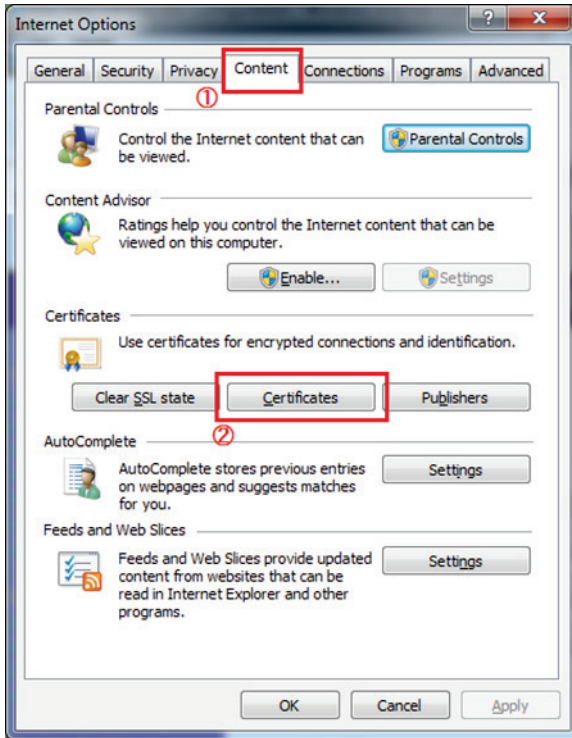 Internet Options
?
X
General Security Privacy Content Connections Programs Advanced
①
Parental Controls
Control the Internet content that can
be viewed.
Parental Controls
Content Advisor
Ratings help you control the Internet content that can be
viewed on this computer.
Enable... Settings
Certificates
Use certificates for encrypted connections and identification.
Clear SSL state Certificates Publishers
②
AutoComplete
AutoComplete stores previous entries
on webpages and suggests matches
for you.
Settings
Feeds and Web Slices
Feeds and Web Slices provide updated
content from websites that can be
read in Internet Explorer and other
programs.
Settings
OK Cancel Apply